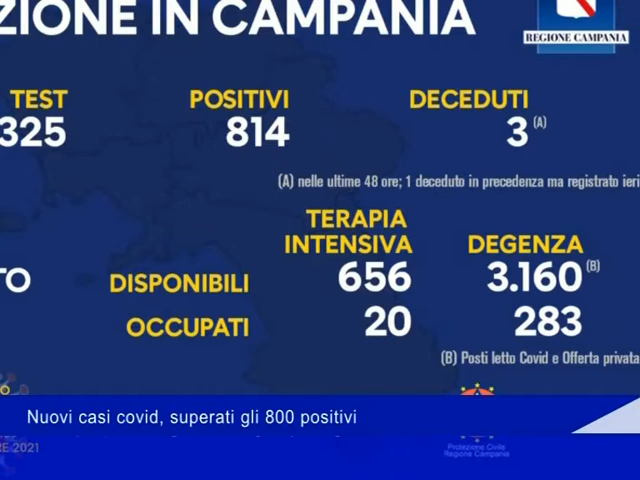 ZIONE IN CAMPANIA
REGIONE CAMPANIA
TEST
POSITIVI
DECEDUTI
325
814
3 (A)
(A) nelle ultime 48 ore; 1 deceduto in precedenza ma registrato ieri
TERAPIA
INTENSIVA
DEGENZA
TO
DISPONIBILI
656
3.160 (B)
OCCUPATI
20
283
(B) Posti letto Covid e Offerta privata
Nuovi casi covid, superati gli 800 positivi
RE 2021
Protezione Civile
Regione Campania